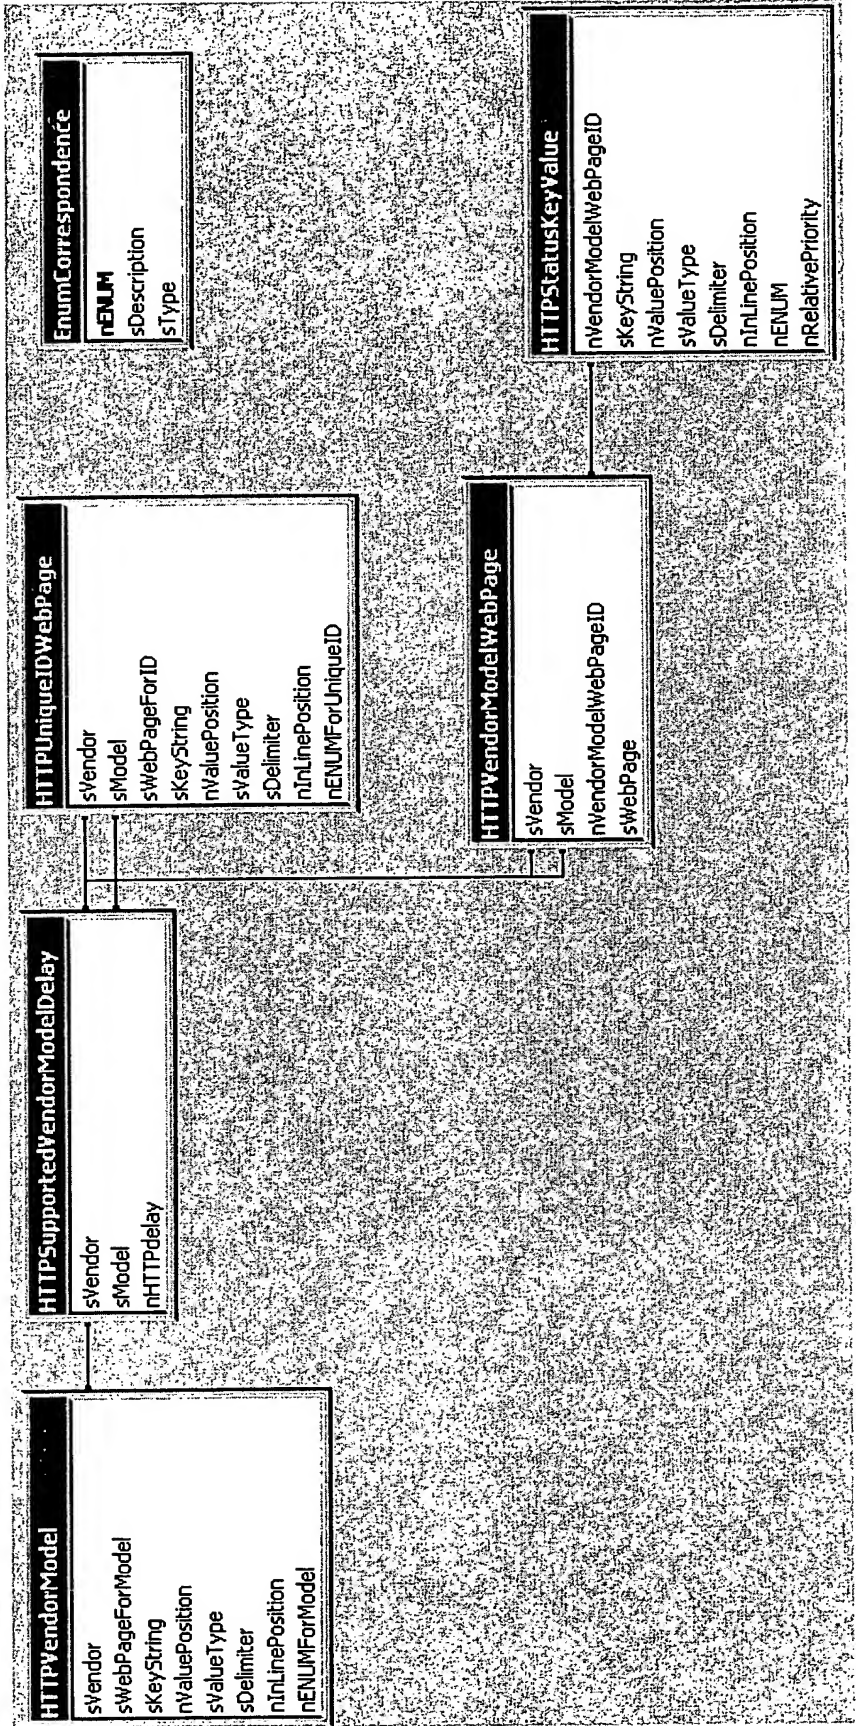 HTTPVendorModel
sVendor
sWebPageForModel
sKeyString
nValuePosition
sValueType
sDelimiter
nInLinePosition
nENUMForModel
HTTPSupportedVendorModelDelay
sVendor
sModel
nHTTPdelay
HTTPUniqueIDWebPage
sVendor
sModel
sWebPageForID
sKeyString
nValuePosition
sValueType
sDelimiter
nInLinePosition
nENUMForUniqueID
EnumCorrespondence
nENUM
sDescription
sType
HTTPVendorModelWebPage
sVendor
sModel
nVendorModelWebPageID
sWebPage
HTTPStatusKeyValue
nVendorModelWebPageID
sKeyString
nValuePosition
sValueType
sDelimiter
nInLinePosition
nENUM
nRelativePriority